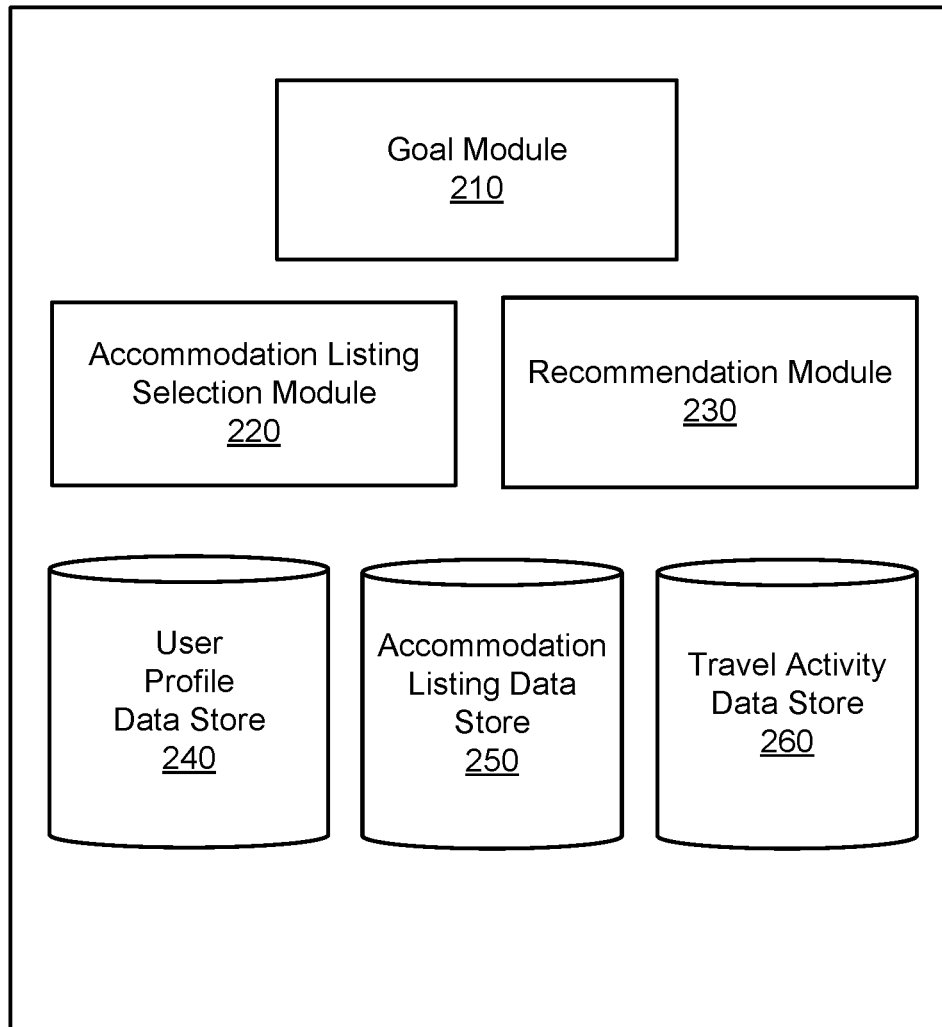 Goal Module
210
Accommodation Listing
Selection Module
220
Recommendation Module
230
User
Profile
Data Store
240
Accommodation
Listing Data
Store
250
Travel Activity
Data Store
260